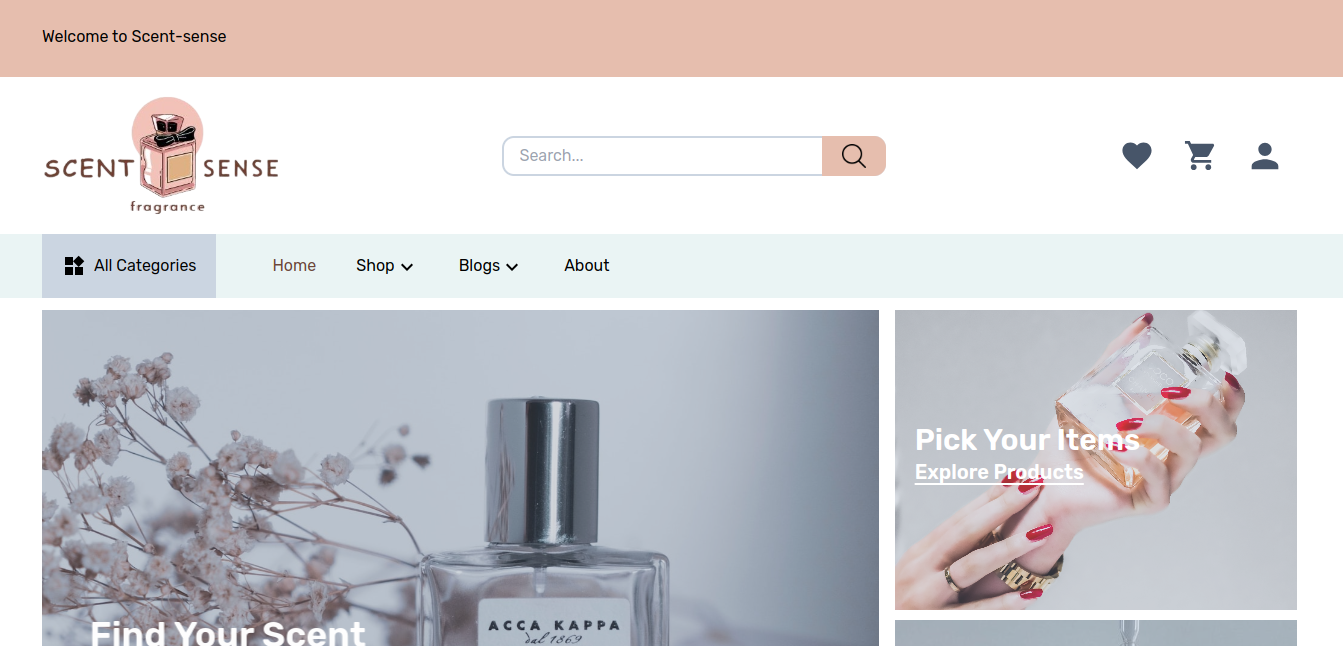 Welcome to Scent-sense
SCENT SENSE
fragrance
Search...
All Categories
Home
Shop
Blogs
About
Find Your Scent
ACCA KAPPA
dal 1869
Pick Your Items
Explore Products